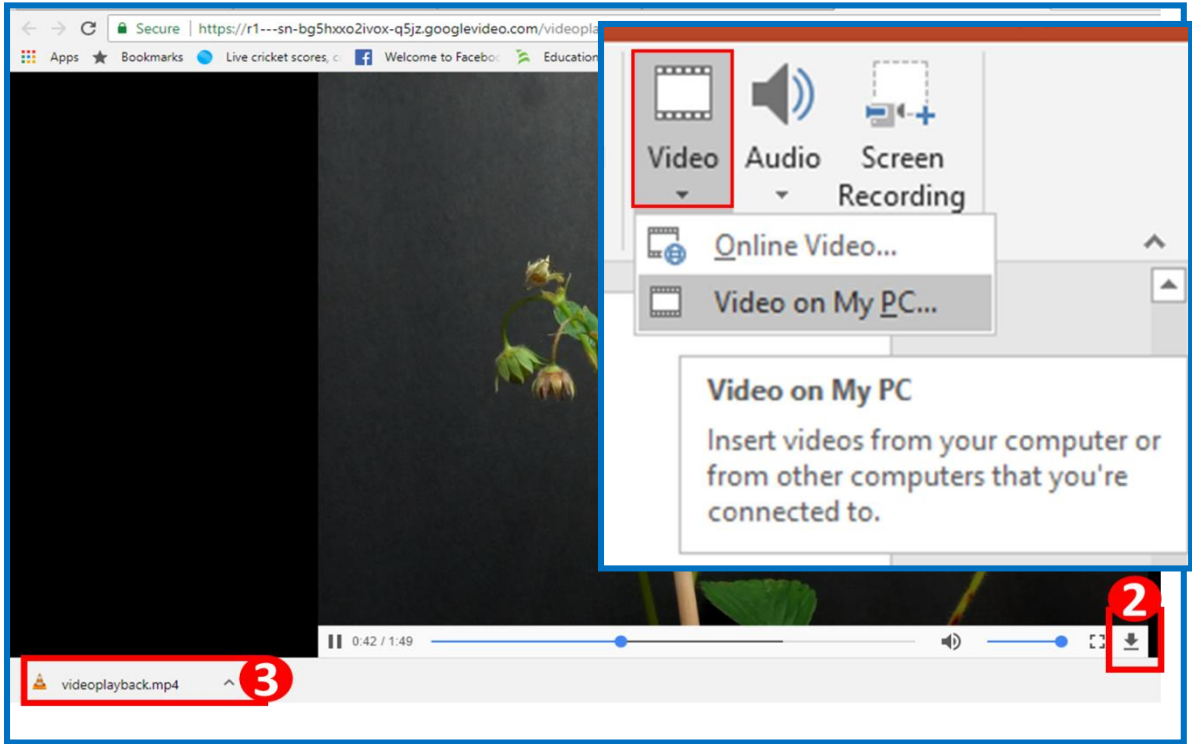 Secure | https://r1---sn-bg5hxxo2ivox-q5jz.googlevideo.com/videopla
Apps Bookmarks Live cricket scores, c Welcome to Faceboo Education
Video Audio Screen Recording
Online Video...
Video on My PC...
Video on My PC
Insert videos from your computer or
from other computers that you're
connected to.
2
0:42 / 1:49
videoplayback.mp4
3